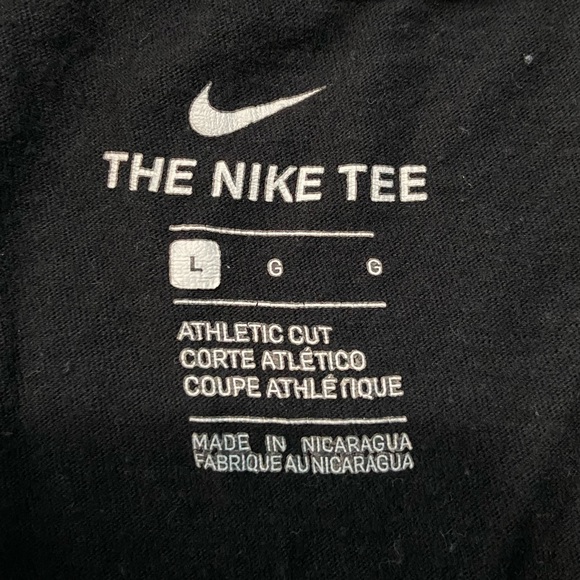 THE NIKE TEE
L G G
ATHLETIC CUT
CORTE ATLÉTICO
COUPE ATHLÉTIQUE
MADE IN NICARAGUA
FABRIQUE AU NICARAGUA